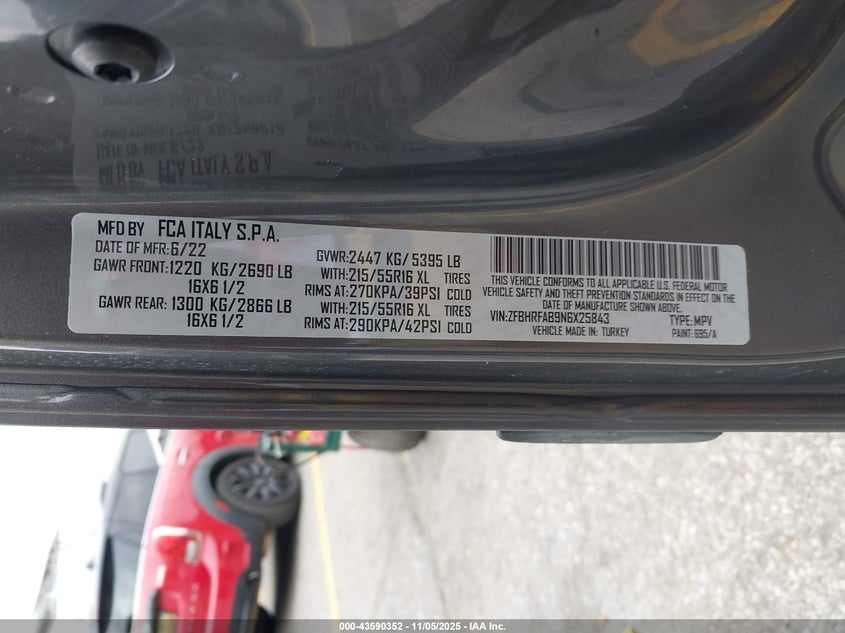 MFD BY FCA ITALY S.P.A.
DATE OF MFR:6/22
GAWR FRONT:1220 KG/2690 LB
16X6 1/2
GAWR REAR: 1300 KG/2866 LB
16X6 1/2
GVWR:2447 KG/5395 LB
WITH:215/55R16 XL TIRES
RIMS AT:270KPA/39PSI COLD
WITH:215/55R16 XL TIRES
RIMS AT:290KPA/42PSI COLD
THIS VEHICLE CONFORMS TO ALL APPLICABLE U.S. FEDERAL MOTOR
VEHICLE SAFETY AND THEFT PREVENTION STANDARDS IN EFFECT ON THE
DATE OF MANUFACTURE SHOWN ABOVE.
VIN:ZFBHRFAB9N6X25843 TYPE:MPV
VEHICLE MADE IN: TURKEY PAINT: 695/A
000-43590352 - 11/05/2025 - IAA Inc.